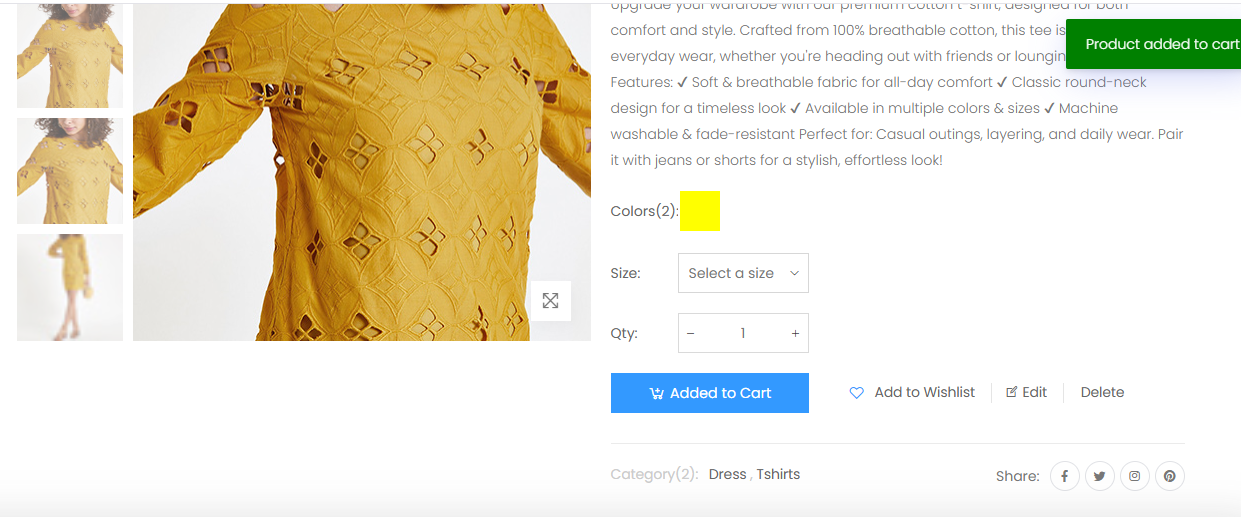 Upgrade your wardrobe with our premium cotton t-shirt, designed for both
comfort and style. Crafted from 100% breathable cotton, this tee is
everyday wear, whether you're heading out with friends or loungin
Features: ✔ Soft & breathable fabric for all-day comfort ✔ Classic round-neck
design for a timeless look ✔ Available in multiple colors & sizes ✔ Machine
washable & fade-resistant Perfect for: Casual outings, layering, and daily wear. Pair
it with jeans or shorts for a stylish, effortless look!
Product added to cart
Colors(2):
Size: Select a size
Qty: − 1 +
Added to Cart Add to Wishlist Edit Delete
Category(2): Dress , Tshirts Share: